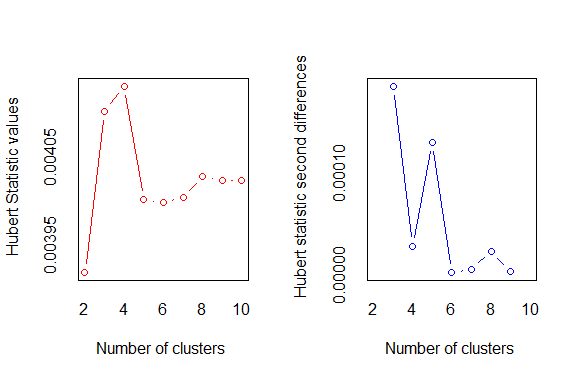 Hubert Statistic values
0.00395 0.00405
2 4 6 8 10
Number of clusters
Hubert statistic second differences
0.00000 0.00010
2 4 6 8 10
Number of clusters